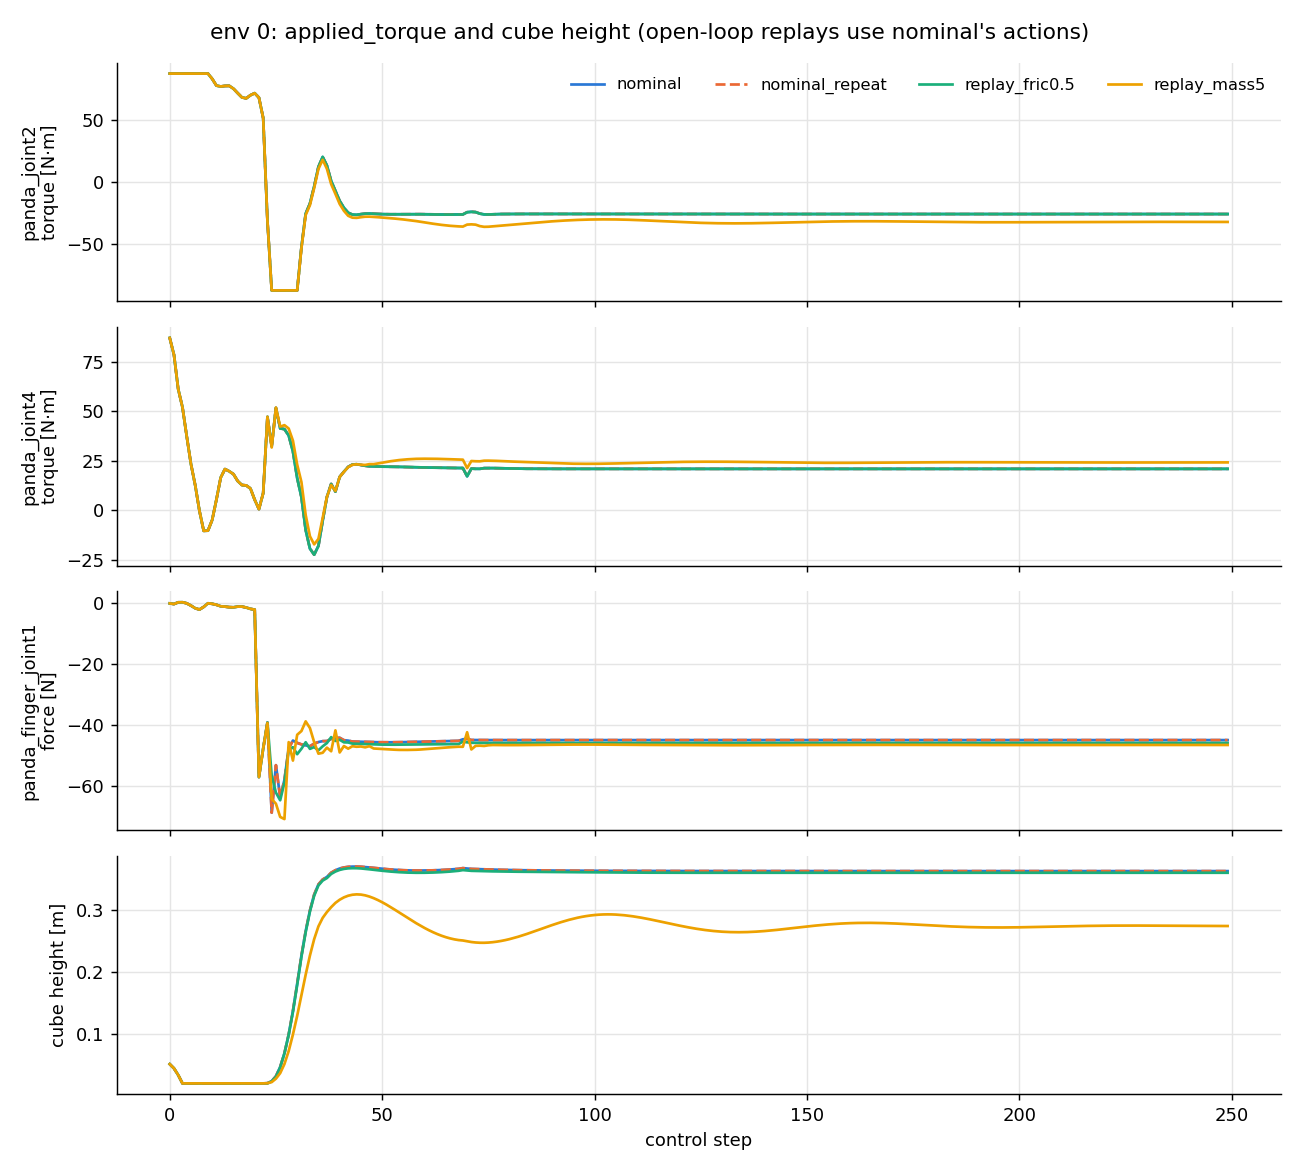 env 0: applied_torque and cube height (open-loop replays use nominal's actions)
nominal
nominal_repeat
replay_fric0.5
replay_mass5
panda_joint2
torque [N·m]
50
0
−50
panda_joint4
torque [N·m]
75
50
25
0
−25
panda_finger_joint1
force [N]
0
−20
−40
−60
cube height [m]
0.3
0.2
0.1
0
50
100
150
200
250
control step